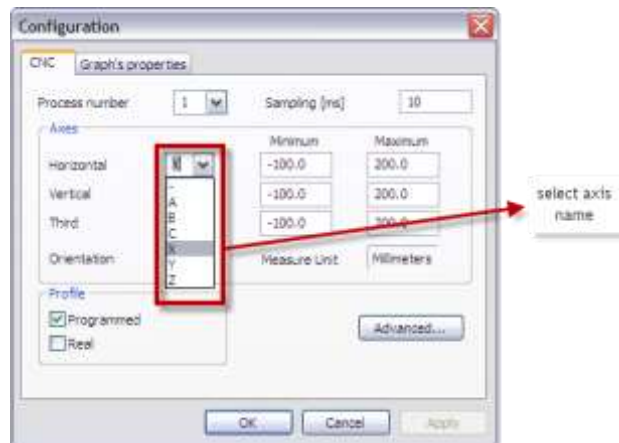 Configuration
CNC Graph's properties
Process number 1 Sampling [ms] 10
Axes
Minimum Maximum
Horizontal X -100.0 200.0
Vertical - -100.0 200.0
A
Third B -100.0 200.0
C
X
Orientation Y Measure Unit Millimeters
Z
Profile
Programmed
Real
Advanced...
OK Cancel Apply
select axis
name